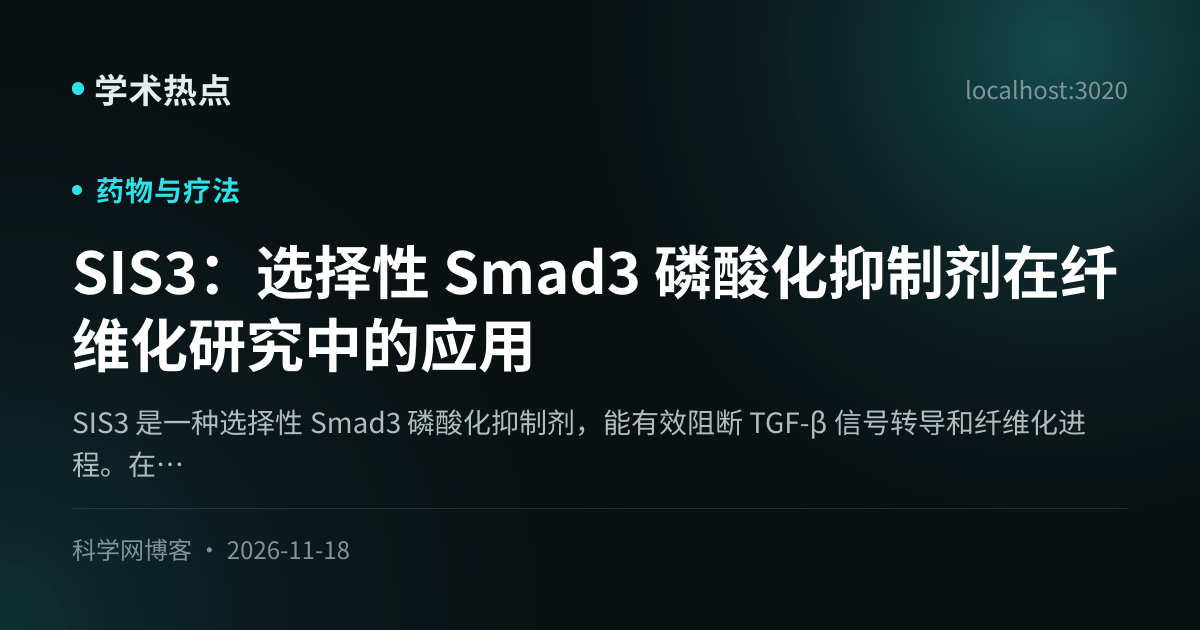 学术热点
localhost:3020
药物与疗法
SIS3：选择性 Smad3 磷酸化抑制剂在纤
维化研究中的应用
SIS3 是一种选择性 Smad3 磷酸化抑制剂，能有效阻断 TGF-β 信号转导和纤维化进
程。在…
科学网博客 · 2026-11-18